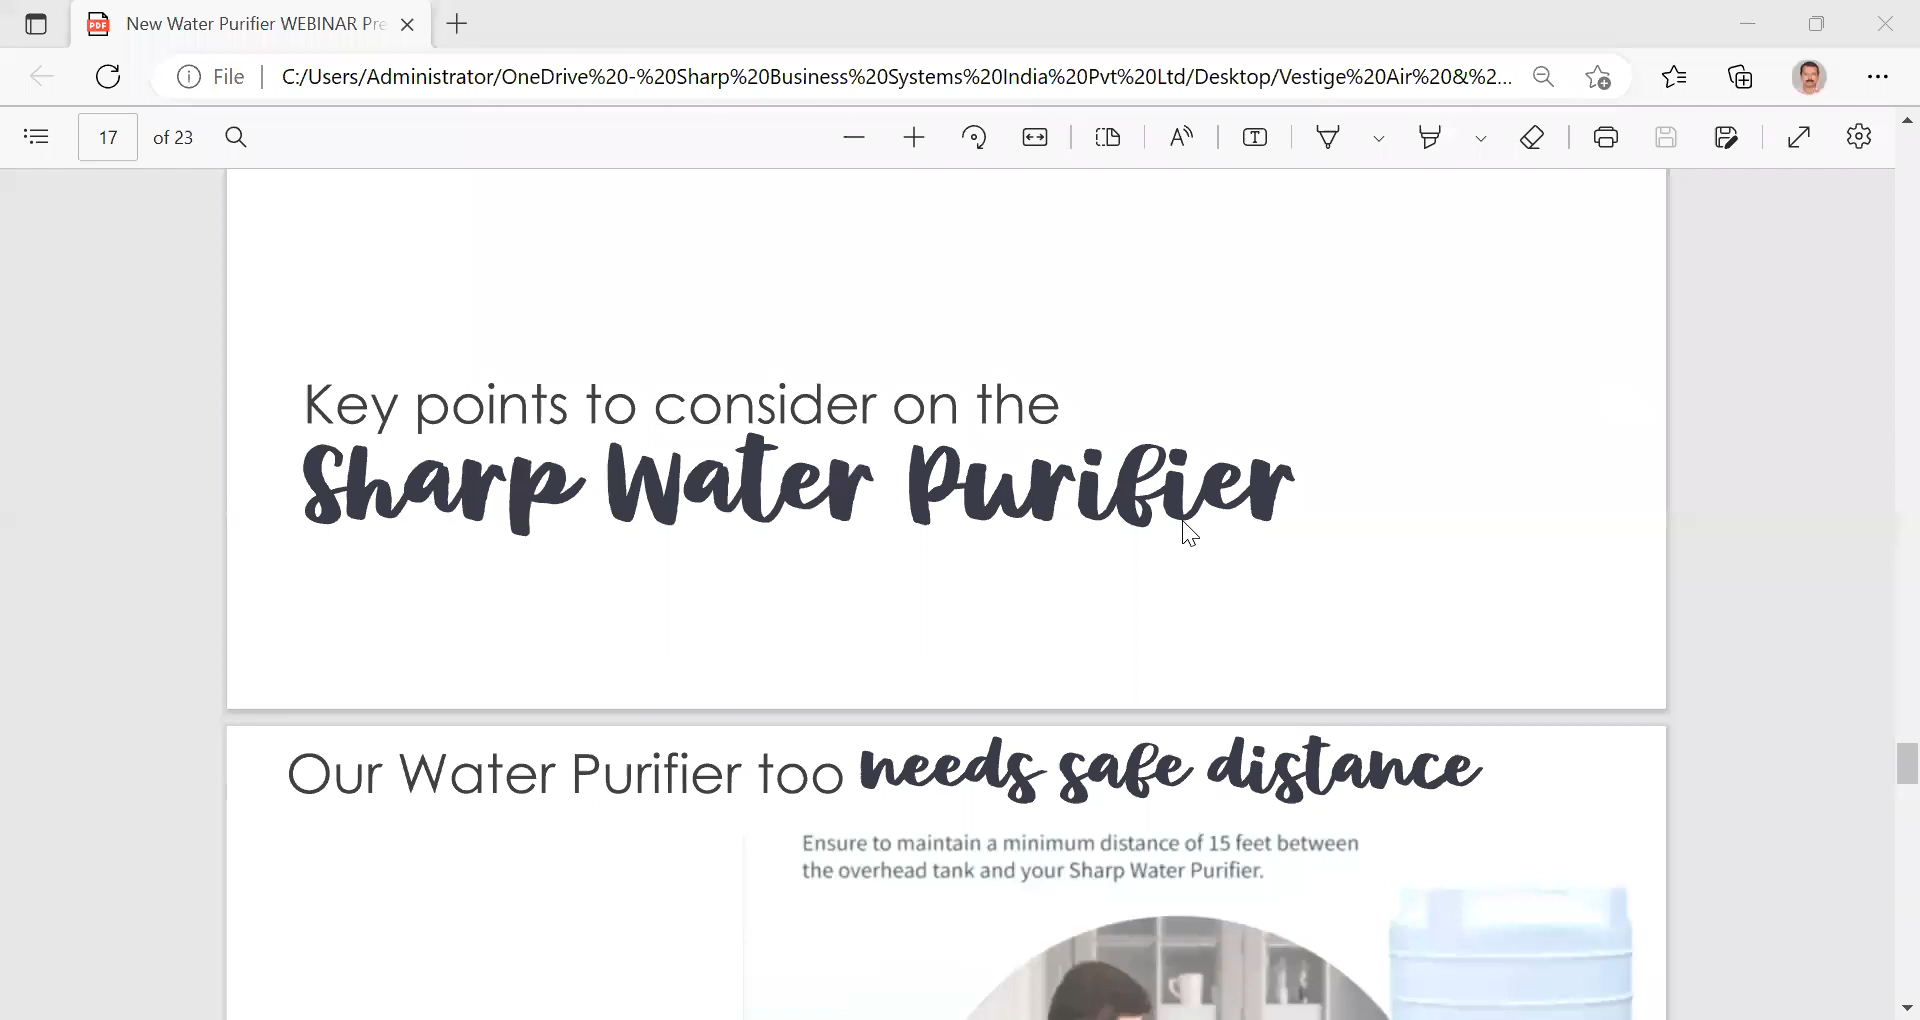 New Water Purifier WEBINAR Pre
File
C:/Users/Administrator/OneDrive%20-%20Sharp%20Business%20Systems%20India%20Pvt%20Ltd/Desktop/Vestige%20Air%20&%2...
17 of 23
Key points to consider on the
Sharp Water Purifier
Our Water Purifier too needs safe distance
Ensure to maintain a minimum distance of 15 feet between
the overhead tank and your Sharp Water Purifier.